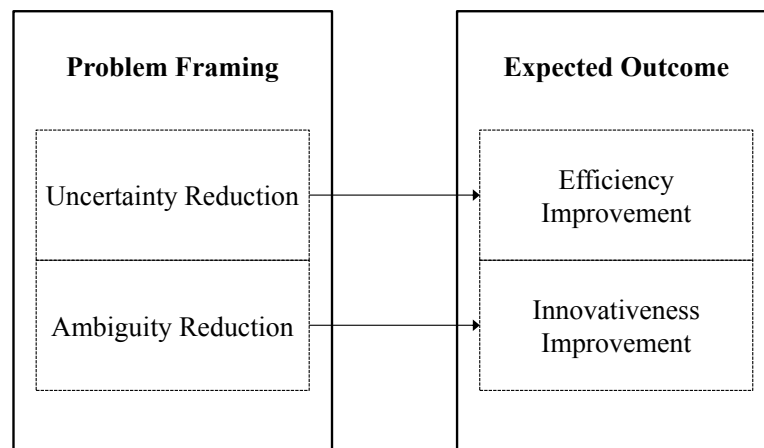 Problem Framing
Expected Outcome
Uncertainty Reduction
Efficiency
Improvement
Ambiguity Reduction
Innovativeness
Improvement